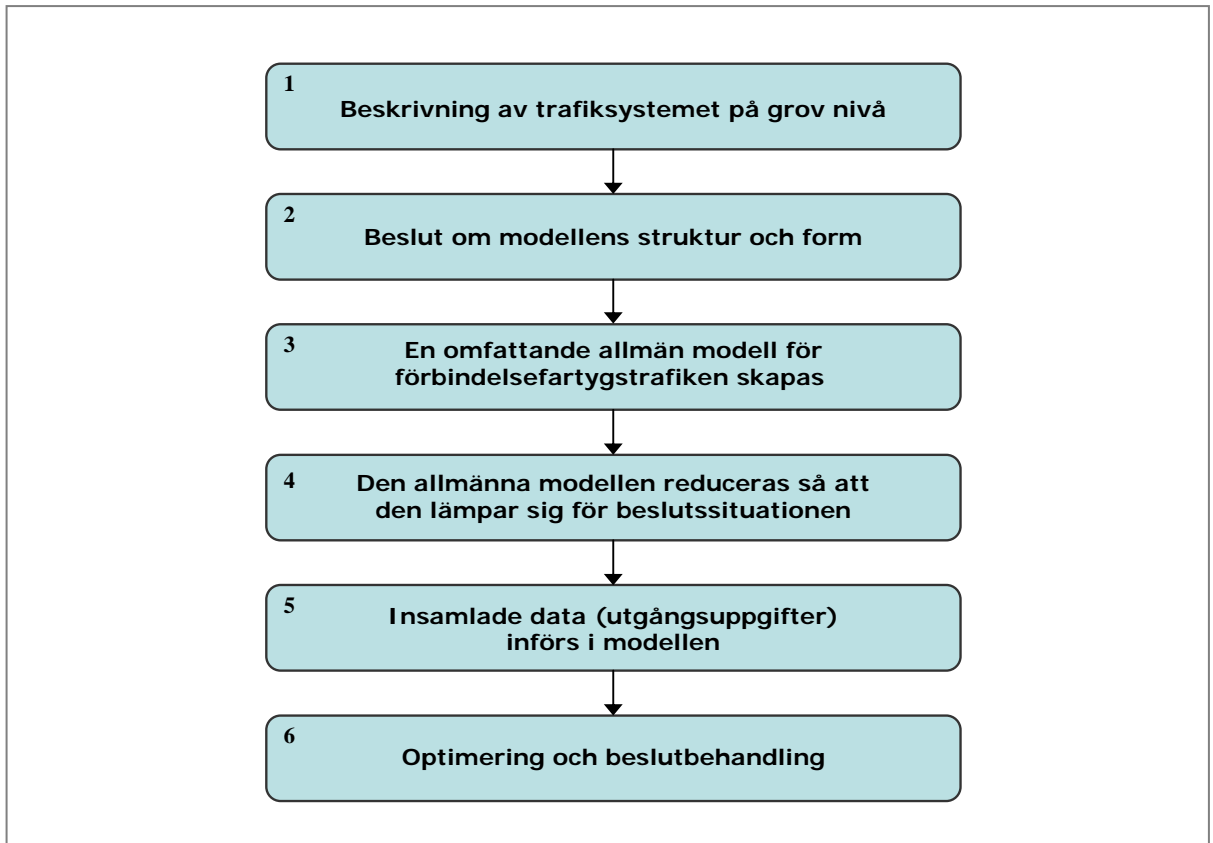 1
Beskrivning av trafiksystemet på grov nivå
2
Beslut om modellens struktur och form
3
En omfattande allmän modell för
förbindelsefartygstrafiken skapas
4
Den allmänna modellen reduceras så att
den lämpar sig för beslutssituationen
5
Insamlade data (utgångsuppgifter)
införs i modellen
6
Optimering och beslutbehandling